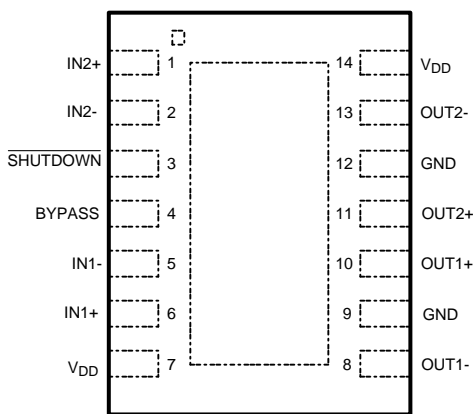 IN2+ 1 14 VDD
IN2- 2 13 OUT2-
SHUTDOWN 3 12 GND
BYPASS 4 11 OUT2+
IN1- 5 10 OUT1+
IN1+ 6 9 GND
VDD 7 8 OUT1-